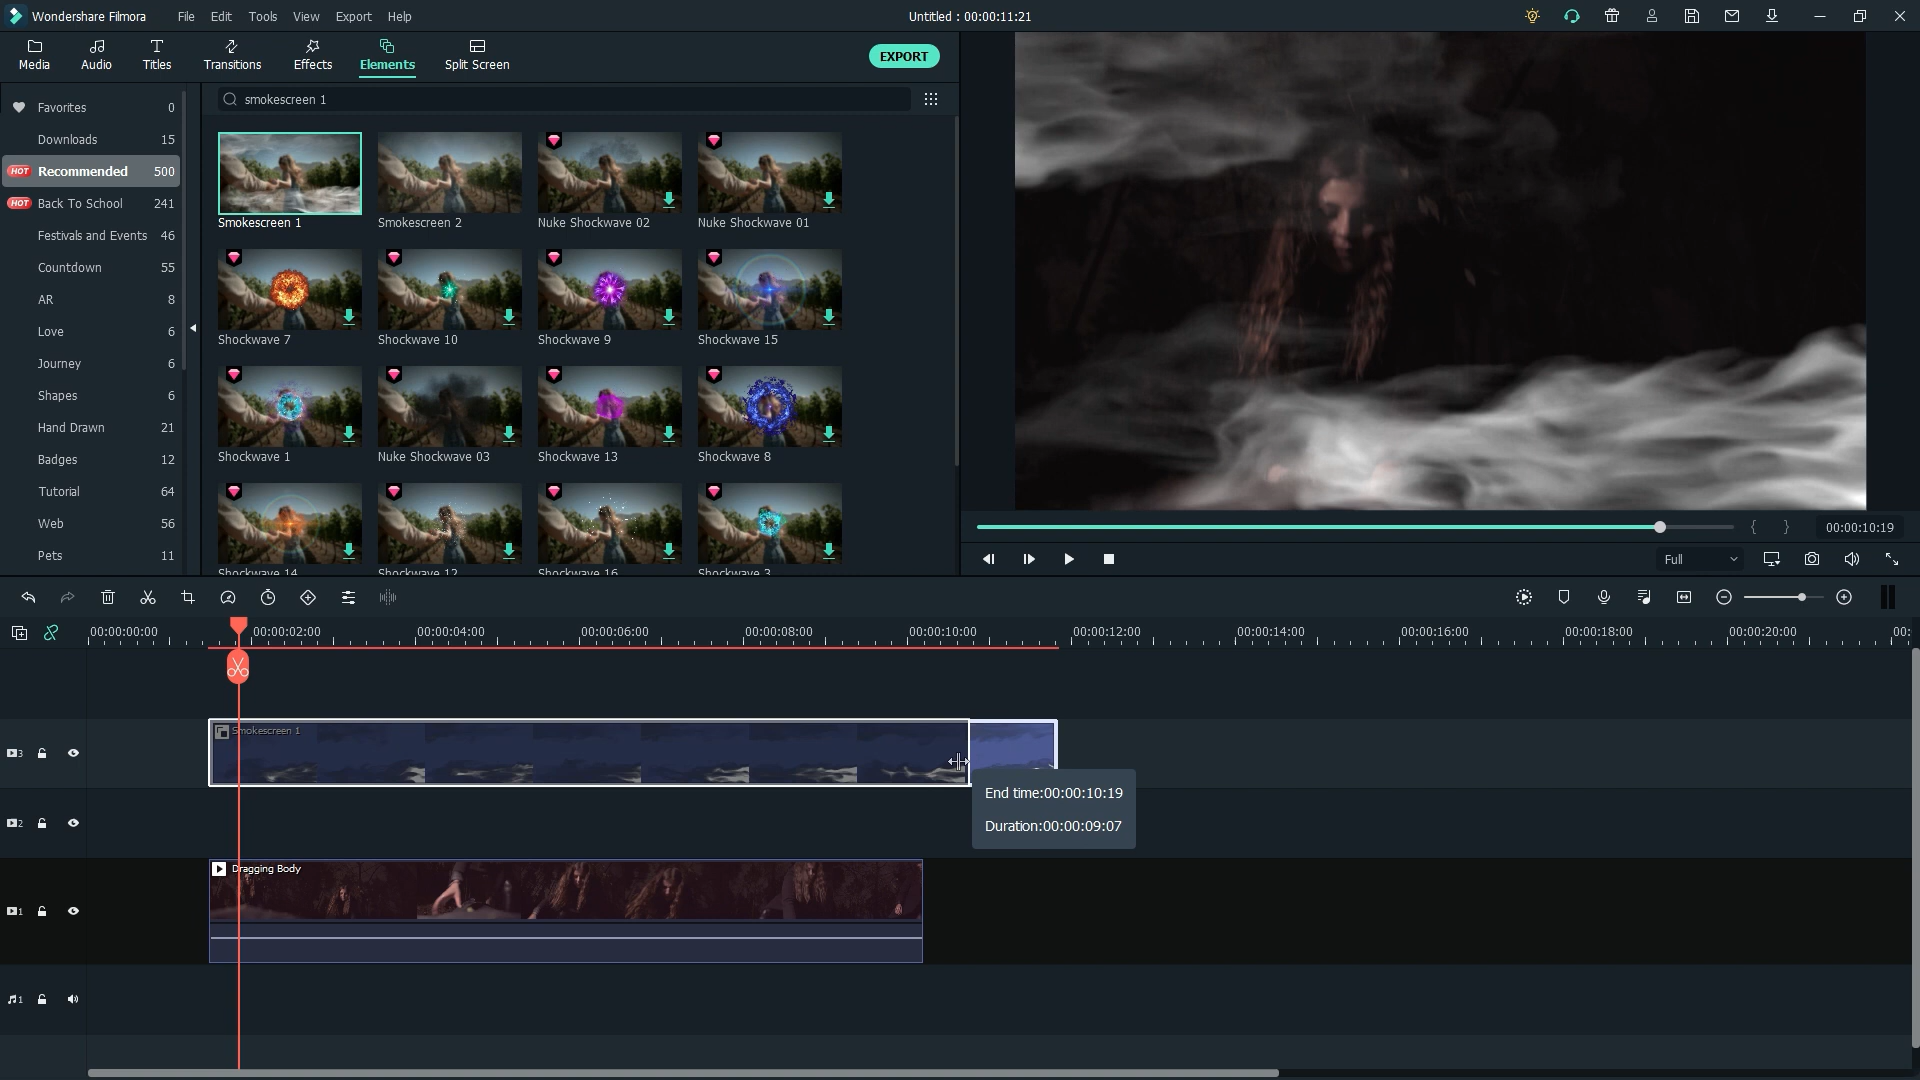 Wondershare Filmora File Edit Tools View Export Help
Untitled : 00:00:11:21
Media Audio Titles Transitions Effects Elements Split Screen
EXPORT
smokescreen 1
Favorites 0
Downloads 15
HOT Recommended 500
HOT Back To School 241
Festivals and Events 46
Countdown 55
AR 8
Love 6
Journey 6
Shapes 6
Hand Drawn 21
Badges 12
Tutorial 64
Web 56
Pets 11
Smokescreen 1 Smokescreen 2 Nuke Shockwave 02 Nuke Shockwave 01
Shockwave 7 Shockwave 10 Shockwave 9 Shockwave 15
Shockwave 1 Nuke Shockwave 03 Shockwave 13 Shockwave 8
Shockwave 14 Shockwave 12 Shockwave 16 Shockwave 3
{ } 00:00:10:19
Full
00:00:00:00 00:00:02:00 00:00:04:00 00:00:06:00 00:00:08:00 00:00:10:00 00:00:12:00 00:00:14:00 00:00:16:00 00:00:18:00 00:00:20:00 00:
3
Smokescreen 1
End time:00:00:10:19
Duration:00:00:09:07
2
1
Dragging Body
1